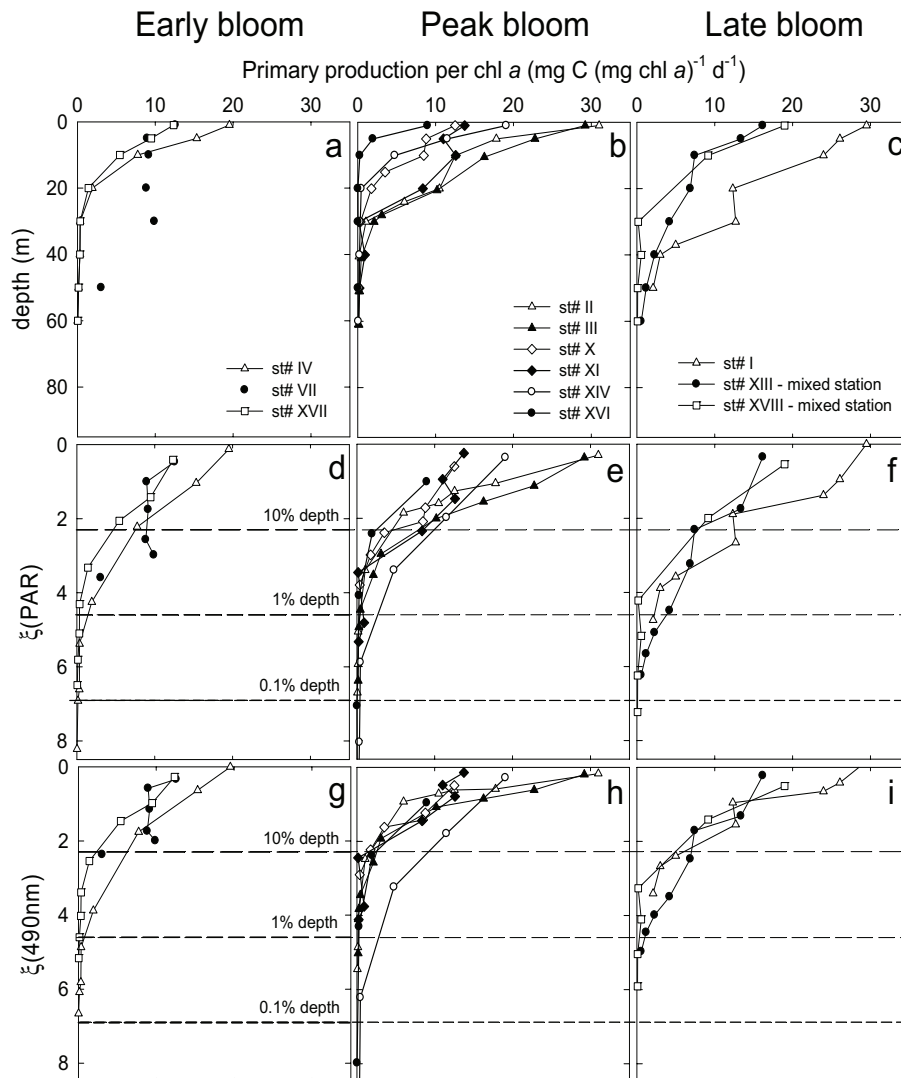 Early bloom Peak bloom Late bloom
Primary production per chl a (mg C (mg chl a)⁻¹ d⁻¹)
0 10 20 30 0 10 20 30 0 10 20 30
a b c
depth (m)
0
20
40
60
80
st# IV
st# VII
st# XVII
st# II
st# III
st# X
st# XI
st# XIV
st# XVI
st# I
st# XIII - mixed station
st# XVIII - mixed station
d e f
ξ(PAR)
0
2
4
6
8
10% depth
1% depth
0.1% depth
g h i
ξ(490nm)
0
2
4
6
8
10% depth
1% depth
0.1% depth